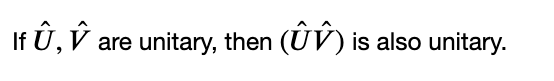 If Û, V̂ are unitary, then (ÛV̂) is also unitary.